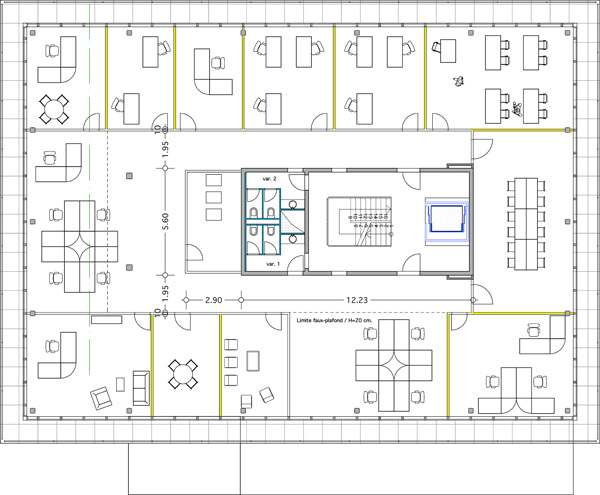 var. 2
10
1.95
5.60
1.95
10
var. 1
2.90
12.23
Limite faux-plafond / H=20 cm.